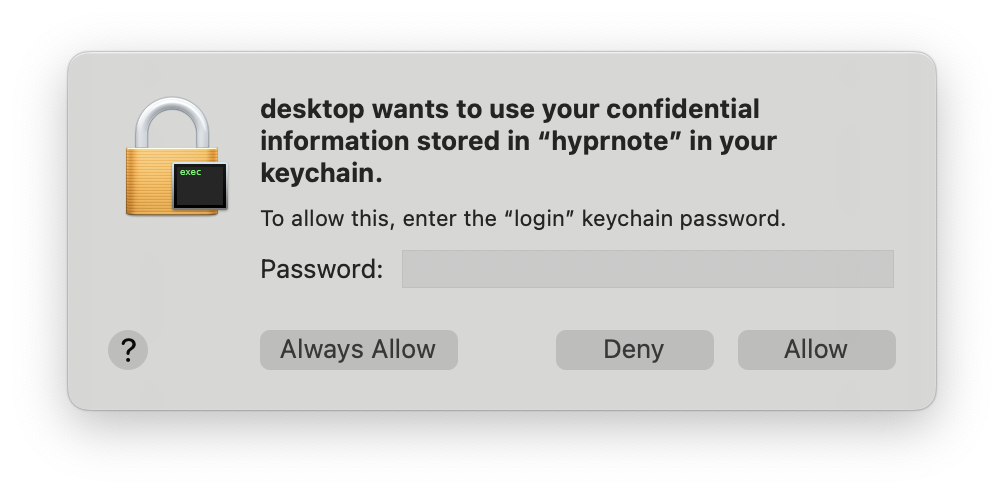 desktop wants to use your confidential
information stored in “hyprnote” in your
keychain.
exec
To allow this, enter the “login” keychain password.
Password:
?
Always Allow
Deny
Allow